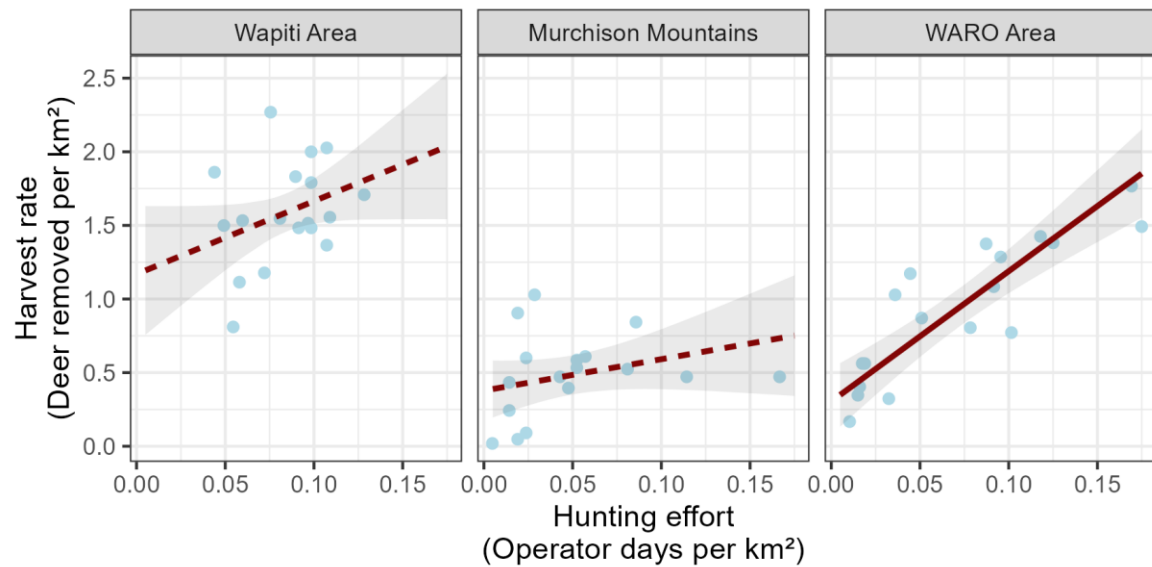 Wapiti Area
Murchison Mountains
WARO Area
Harvest rate
(Deer removed per km²)
2.5
2.0
1.5
1.0
0.5
0.0
0.00 0.05 0.10 0.15
0.00 0.05 0.10 0.15
0.00 0.05 0.10 0.15
Hunting effort
(Operator days per km²)